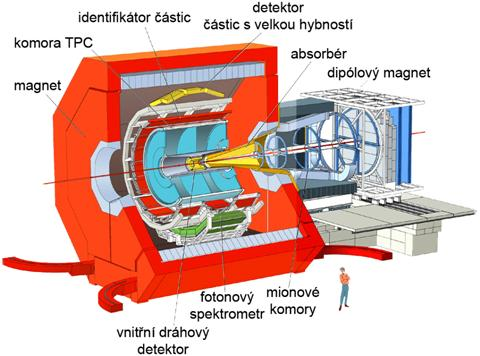 identifikátor částic
detektor
částic s velkou hybností
komora TPC
absorbér
magnet
dipólový magnet
fotonový
spektrometr
mionové
komory
vnitřní dráhový
detektor